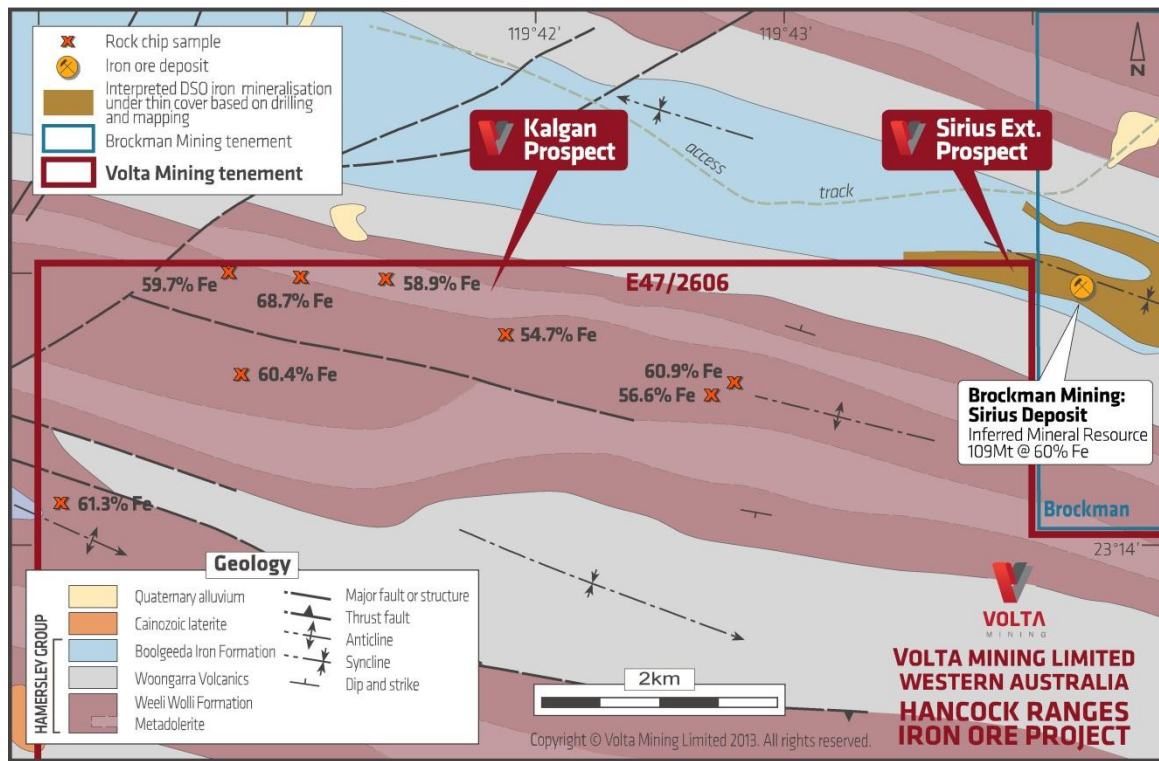 Rock chip sample
Iron ore deposit
Interpreted DSO iron mineralisation
under thin cover based on drilling
and mapping
Brockman Mining tenement
Volta Mining tenement
119°42'
119°43'
N
Kalgan
Prospect
Sirius Ext.
Prospect
access
track
59.7% Fe
68.7% Fe
58.9% Fe
E47/2606
54.7% Fe
60.4% Fe
60.9% Fe
56.6% Fe
61.3% Fe
Brockman Mining:
Sirius Deposit
Inferred Mineral Resource
109Mt @ 60% Fe
Brockman
23°14'
Geology
HAMERSLEY GROUP
Quaternary alluvium
Cainozoic laterite
Boolgeeda Iron Formation
Woongarra Volcanics
Weeli Wolli Formation
Metadolerite
Major fault or structure
Thrust fault
Anticline
Syncline
Dip and strike
2km
Copyright © Volta Mining Limited 2013. All rights reserved.
VOLTA
MINING
VOLTA MINING LIMITED
WESTERN AUSTRALIA
HANCOCK RANGES
IRON ORE PROJECT